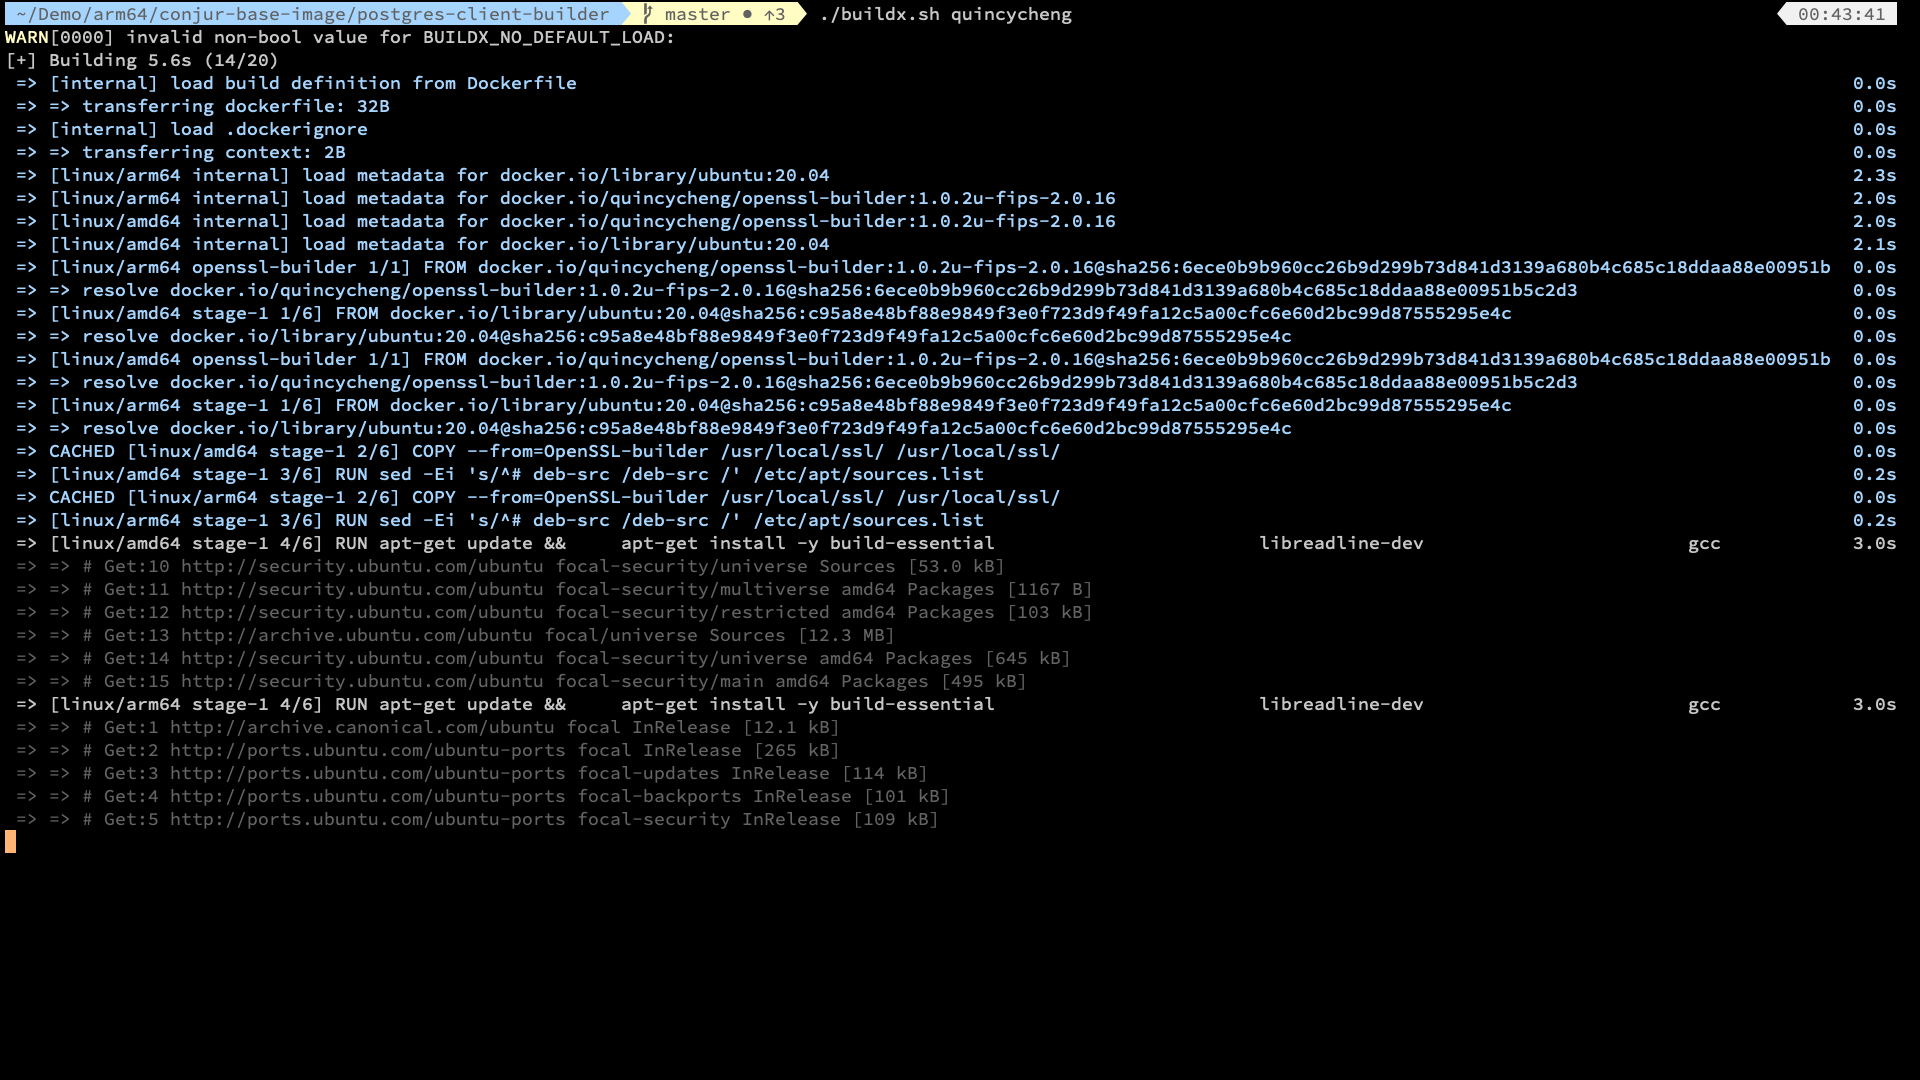 ~/Demo/arm64/conjur-base-image/postgres-client-builder master ● ↑3 ./buildx.sh quincycheng 00:43:41
WARN[0000] invalid non-bool value for BUILDX_NO_DEFAULT_LOAD:
[+] Building 5.6s (14/20)
=> [internal] load build definition from Dockerfile 0.0s
=> => transferring dockerfile: 32B 0.0s
=> [internal] load .dockerignore 0.0s
=> => transferring context: 2B 0.0s
=> [linux/arm64 internal] load metadata for docker.io/library/ubuntu:20.04 2.3s
=> [linux/arm64 internal] load metadata for docker.io/quincycheng/openssl-builder:1.0.2u-fips-2.0.16 2.0s
=> [linux/amd64 internal] load metadata for docker.io/quincycheng/openssl-builder:1.0.2u-fips-2.0.16 2.0s
=> [linux/amd64 internal] load metadata for docker.io/library/ubuntu:20.04 2.1s
=> [linux/arm64 openssl-builder 1/1] FROM docker.io/quincycheng/openssl-builder:1.0.2u-fips-2.0.16@sha256:6ece0b9b960cc26b9d299b73d841d3139a680b4c685c18ddaa88e00951b 0.0s
=> => resolve docker.io/quincycheng/openssl-builder:1.0.2u-fips-2.0.16@sha256:6ece0b9b960cc26b9d299b73d841d3139a680b4c685c18ddaa88e00951b5c2d3 0.0s
=> [linux/amd64 stage-1 1/6] FROM docker.io/library/ubuntu:20.04@sha256:c95a8e48bf88e9849f3e0f723d9f49fa12c5a00cfc6e60d2bc99d87555295e4c 0.0s
=> => resolve docker.io/library/ubuntu:20.04@sha256:c95a8e48bf88e9849f3e0f723d9f49fa12c5a00cfc6e60d2bc99d87555295e4c 0.0s
=> [linux/amd64 openssl-builder 1/1] FROM docker.io/quincycheng/openssl-builder:1.0.2u-fips-2.0.16@sha256:6ece0b9b960cc26b9d299b73d841d3139a680b4c685c18ddaa88e00951b 0.0s
=> => resolve docker.io/quincycheng/openssl-builder:1.0.2u-fips-2.0.16@sha256:6ece0b9b960cc26b9d299b73d841d3139a680b4c685c18ddaa88e00951b5c2d3 0.0s
=> [linux/arm64 stage-1 1/6] FROM docker.io/library/ubuntu:20.04@sha256:c95a8e48bf88e9849f3e0f723d9f49fa12c5a00cfc6e60d2bc99d87555295e4c 0.0s
=> => resolve docker.io/library/ubuntu:20.04@sha256:c95a8e48bf88e9849f3e0f723d9f49fa12c5a00cfc6e60d2bc99d87555295e4c 0.0s
=> CACHED [linux/amd64 stage-1 2/6] COPY --from=OpenSSL-builder /usr/local/ssl/ /usr/local/ssl/ 0.0s
=> [linux/amd64 stage-1 3/6] RUN sed -Ei 's/^# deb-src /deb-src /' /etc/apt/sources.list 0.2s
=> CACHED [linux/arm64 stage-1 2/6] COPY --from=OpenSSL-builder /usr/local/ssl/ /usr/local/ssl/ 0.0s
=> [linux/arm64 stage-1 3/6] RUN sed -Ei 's/^# deb-src /deb-src /' /etc/apt/sources.list 0.2s
=> [linux/amd64 stage-1 4/6] RUN apt-get update && apt-get install -y build-essential libreadline-dev gcc 3.0s
=> => # Get:10 http://security.ubuntu.com/ubuntu focal-security/universe Sources [53.0 kB]
=> => # Get:11 http://security.ubuntu.com/ubuntu focal-security/multiverse amd64 Packages [1167 B]
=> => # Get:12 http://security.ubuntu.com/ubuntu focal-security/restricted amd64 Packages [103 kB]
=> => # Get:13 http://archive.ubuntu.com/ubuntu focal/universe Sources [12.3 MB]
=> => # Get:14 http://security.ubuntu.com/ubuntu focal-security/universe amd64 Packages [645 kB]
=> => # Get:15 http://security.ubuntu.com/ubuntu focal-security/main amd64 Packages [495 kB]
=> [linux/arm64 stage-1 4/6] RUN apt-get update && apt-get install -y build-essential libreadline-dev gcc 3.0s
=> => # Get:1 http://archive.canonical.com/ubuntu focal InRelease [12.1 kB]
=> => # Get:2 http://ports.ubuntu.com/ubuntu-ports focal InRelease [265 kB]
=> => # Get:3 http://ports.ubuntu.com/ubuntu-ports focal-updates InRelease [114 kB]
=> => # Get:4 http://ports.ubuntu.com/ubuntu-ports focal-backports InRelease [101 kB]
=> => # Get:5 http://ports.ubuntu.com/ubuntu-ports focal-security InRelease [109 kB]